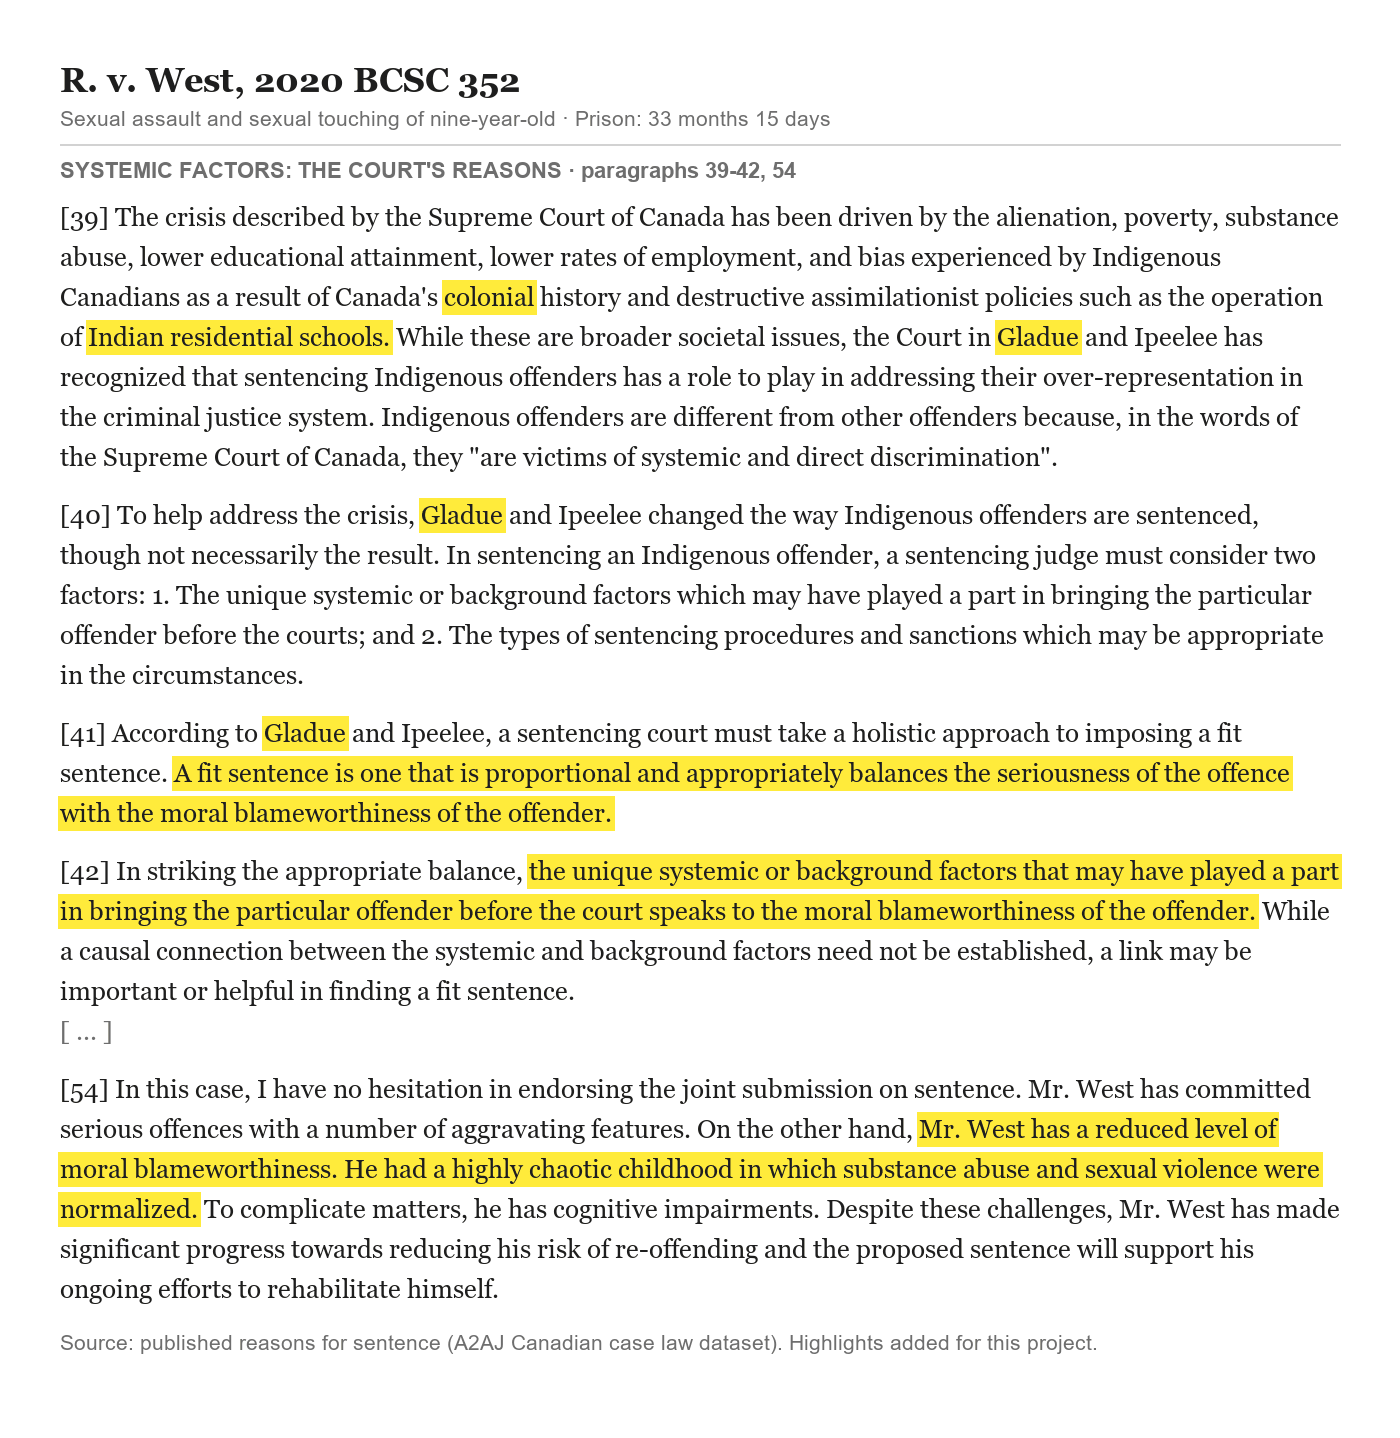 R. v. West, 2020 BCSC 352
Sexual assault and sexual touching of nine-year-old · Prison: 33 months 15 days
SYSTEMIC FACTORS: THE COURT'S REASONS · paragraphs 39-42, 54
[39] The crisis described by the Supreme Court of Canada has been driven by the alienation, poverty, substance
abuse, lower educational attainment, lower rates of employment, and bias experienced by Indigenous
Canadians as a result of Canada's colonial history and destructive assimilationist policies such as the operation
of Indian residential schools. While these are broader societal issues, the Court in Gladue and Ipeelee has
recognized that sentencing Indigenous offenders has a role to play in addressing their over-representation in
the criminal justice system. Indigenous offenders are different from other offenders because, in the words of
the Supreme Court of Canada, they "are victims of systemic and direct discrimination".
[40] To help address the crisis, Gladue and Ipeelee changed the way Indigenous offenders are sentenced,
though not necessarily the result. In sentencing an Indigenous offender, a sentencing judge must consider two
factors: 1. The unique systemic or background factors which may have played a part in bringing the particular
offender before the courts; and 2. The types of sentencing procedures and sanctions which may be appropriate
in the circumstances.
[41] According to Gladue and Ipeelee, a sentencing court must take a holistic approach to imposing a fit
sentence. A fit sentence is one that is proportional and appropriately balances the seriousness of the offence
with the moral blameworthiness of the offender.
[42] In striking the appropriate balance, the unique systemic or background factors that may have played a part
in bringing the particular offender before the court speaks to the moral blameworthiness of the offender. While
a causal connection between the systemic and background factors need not be established, a link may be
important or helpful in finding a fit sentence.
[ ... ]
[54] In this case, I have no hesitation in endorsing the joint submission on sentence. Mr. West has committed
serious offences with a number of aggravating features. On the other hand, Mr. West has a reduced level of
moral blameworthiness. He had a highly chaotic childhood in which substance abuse and sexual violence were
normalized. To complicate matters, he has cognitive impairments. Despite these challenges, Mr. West has made
significant progress towards reducing his risk of re-offending and the proposed sentence will support his
ongoing efforts to rehabilitate himself.
Source: published reasons for sentence (A2AJ Canadian case law dataset). Highlights added for this project.